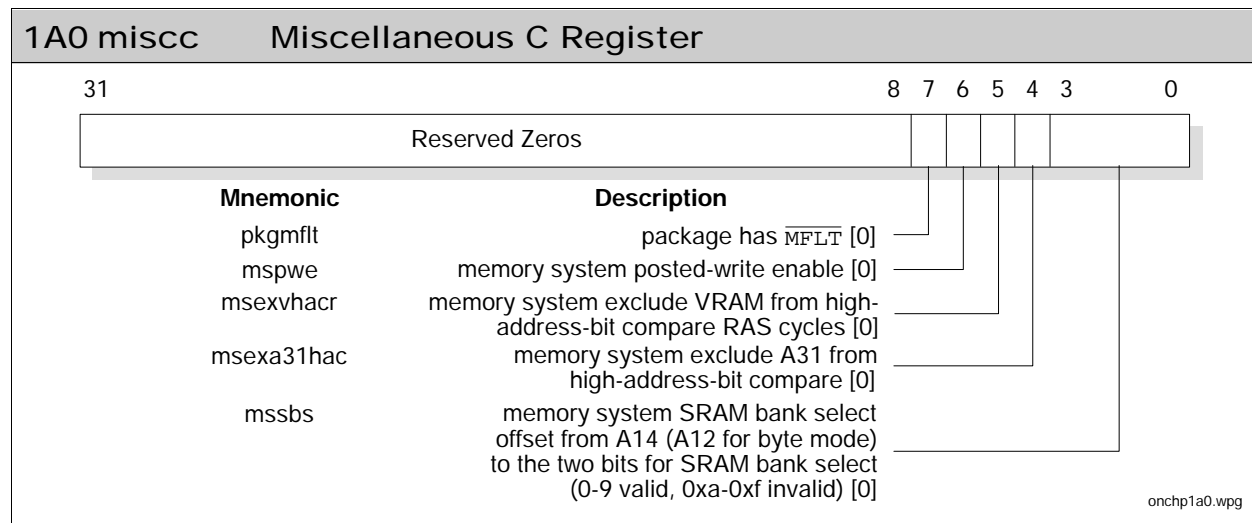 1A0 miscc Miscellaneous C Register
31 8 7 6 5 4 3 0
Reserved Zeros
Mnemonic Description
pkgmflt package has MFLT [0]
mspwe memory system posted-write enable [0]
msexvhacr memory system exclude VRAM from high-
address-bit compare RAS cycles [0]
msexa31hac memory system exclude A31 from
high-address-bit compare [0]
mssbs memory system SRAM bank select
offset from A14 (A12 for byte mode)
to the two bits for SRAM bank select
(0-9 valid, 0xa-0xf invalid) [0]
onchp1a0.wpg